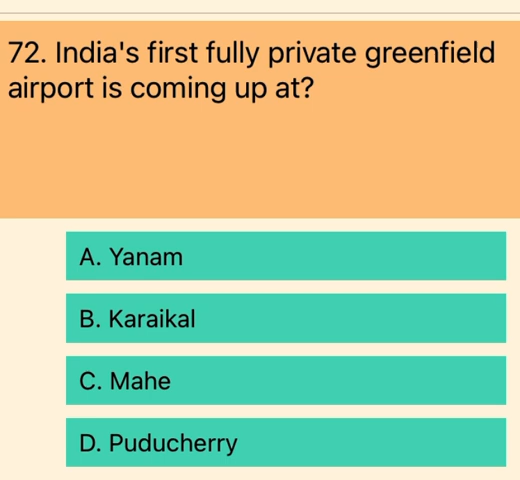 72. India's first fully private greenfield
airport is coming up at?
A. Yanam
B. Karaikal
C. Mahe
D. Puducherry